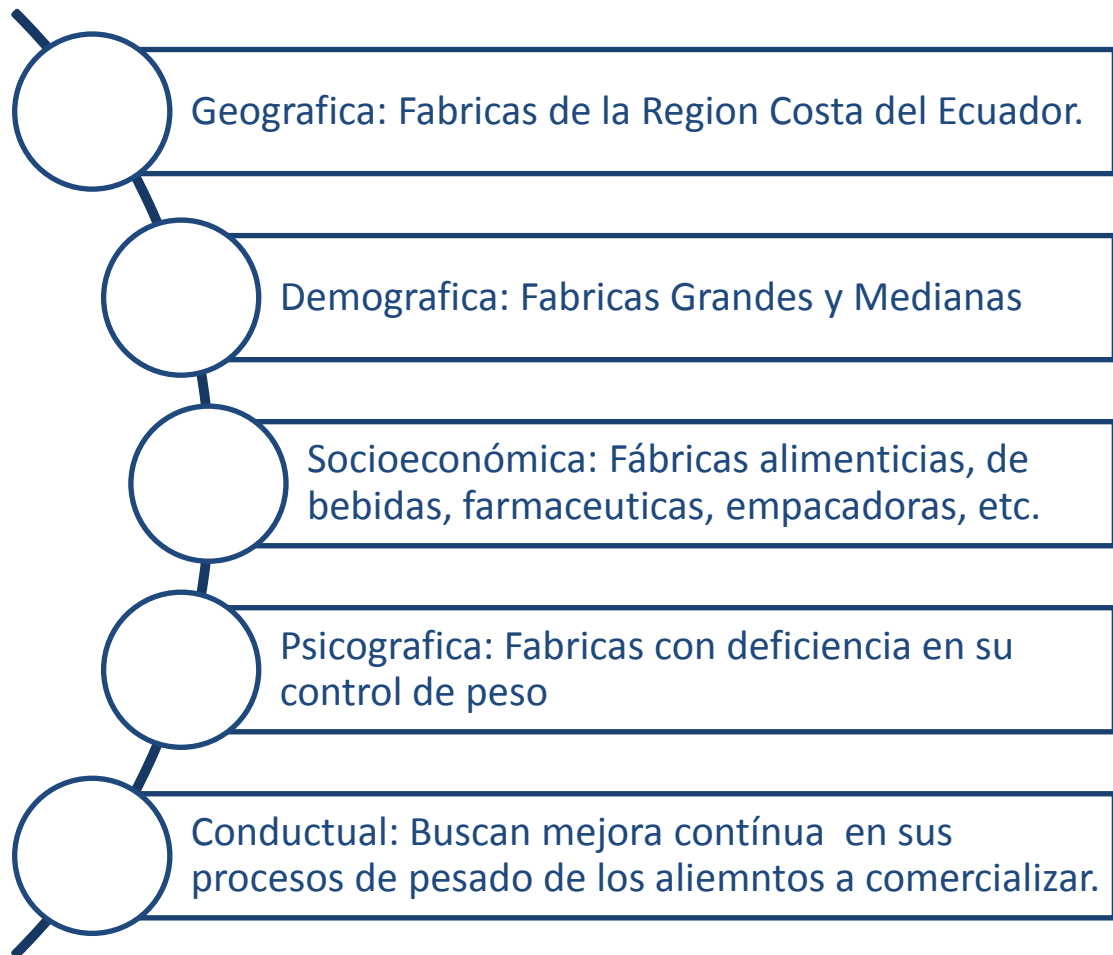 Geografica: Fabricas de la Region Costa del Ecuador.
Demografica: Fabricas Grandes y Medianas
Socioeconómica: Fábricas alimenticias, de
bebidas, farmaceuticas, empacadoras, etc.
Psicografica: Fabricas con deficiencia en su
control de peso
Conductual: Buscan mejora contínua  en sus
procesos de pesado de los aliemntos a comercializar.